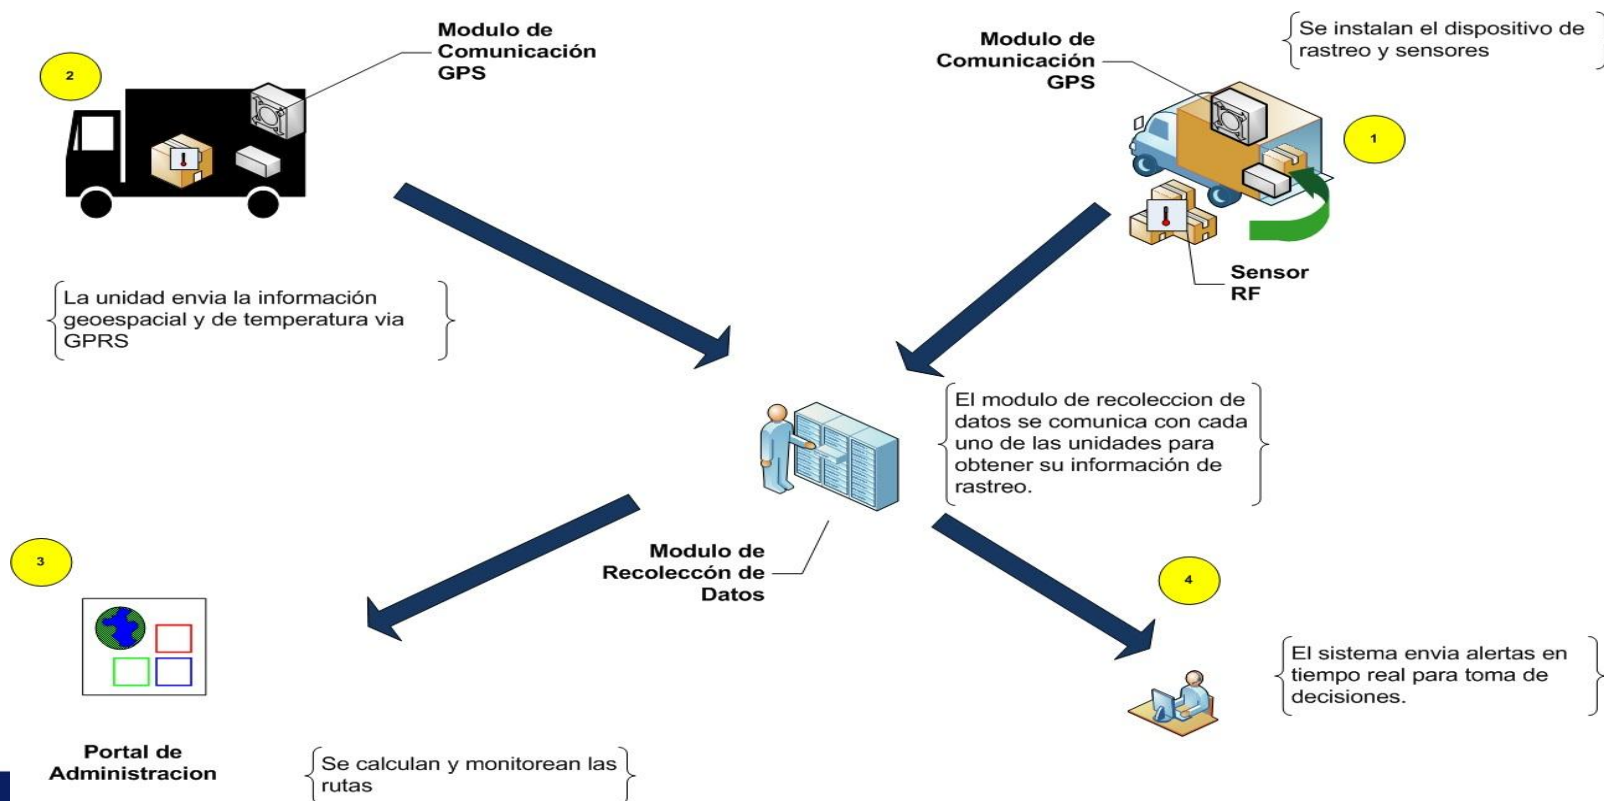 Modulo de
Comunicación
GPS
2
Modulo de
Comunicación
GPS
Se instalan el dispositivo de
rastreo y sensores
1
Sensor
RF
La unidad envia la información
geoespacial y de temperatura via
GPRS
El modulo de recoleccion de
datos se comunica con cada
uno de las unidades para
obtener su información de
rastreo.
Modulo de
Recoleccón de
Datos
3
Portal de
Administracion
Se calculan y monitorean las
rutas
4
El sistema envia alertas en
tiempo real para toma de
decisiones.